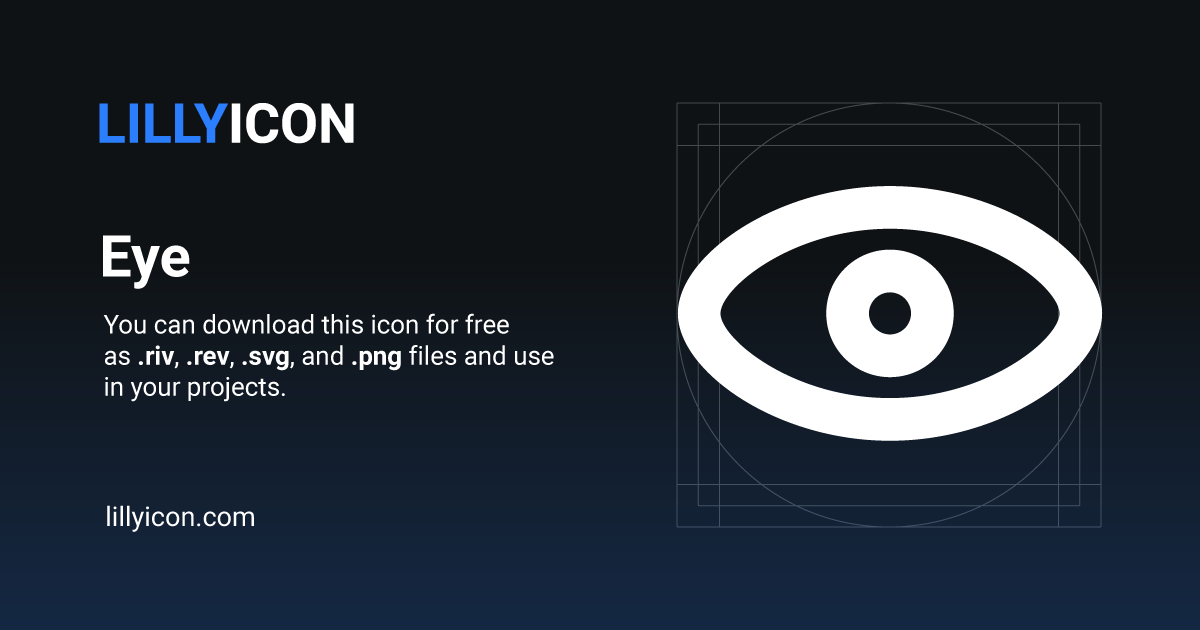 LILLYICON
Eye
You can download this icon for free
as .riv, .rev, .svg, and .png files and use
in your projects.
lillyicon.com